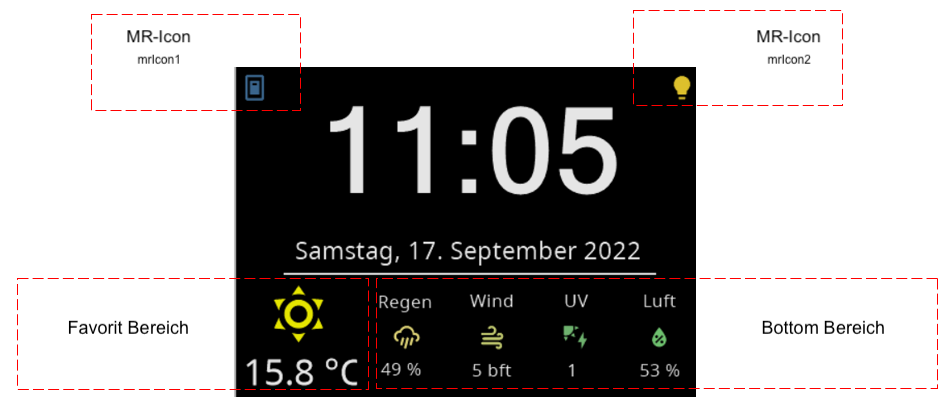 MR-Icon
mrIcon1
MR-Icon
mrIcon2
11:05
Samstag, 17. September 2022
Favorit Bereich
15.8 °C
Regen Wind UV Luft
49 % 5 bft 1 53 %
Bottom Bereich